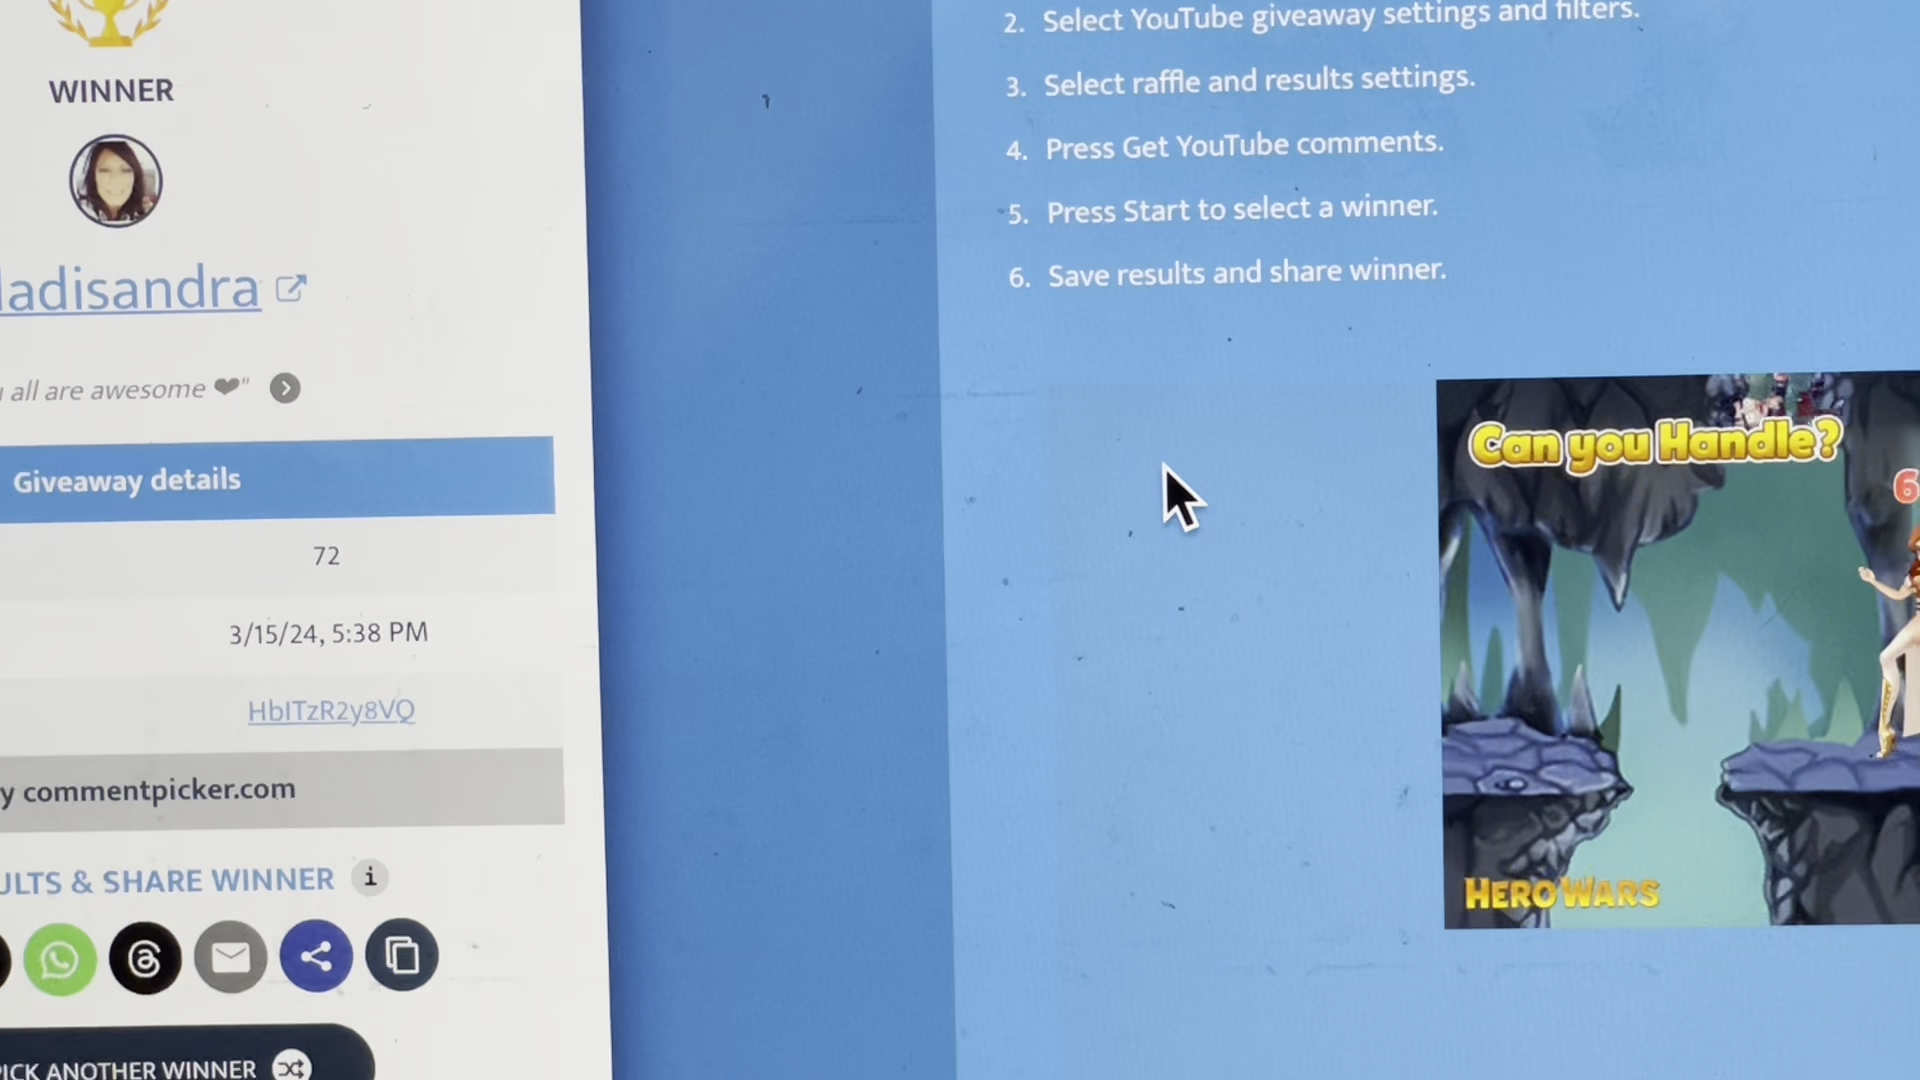 WINNER
ladisandra
all are awesome ❤"
Giveaway details
72
3/15/24, 5:38 PM
HbITzR2y8VQ
y commentpicker.com
ULTS & SHARE WINNER i
PICK ANOTHER WINNER
2. Select YouTube giveaway settings and filters.
3. Select raffle and results settings.
4. Press Get YouTube comments.
5. Press Start to select a winner.
6. Save results and share winner.
Can you Handle?
6
HERO WARS